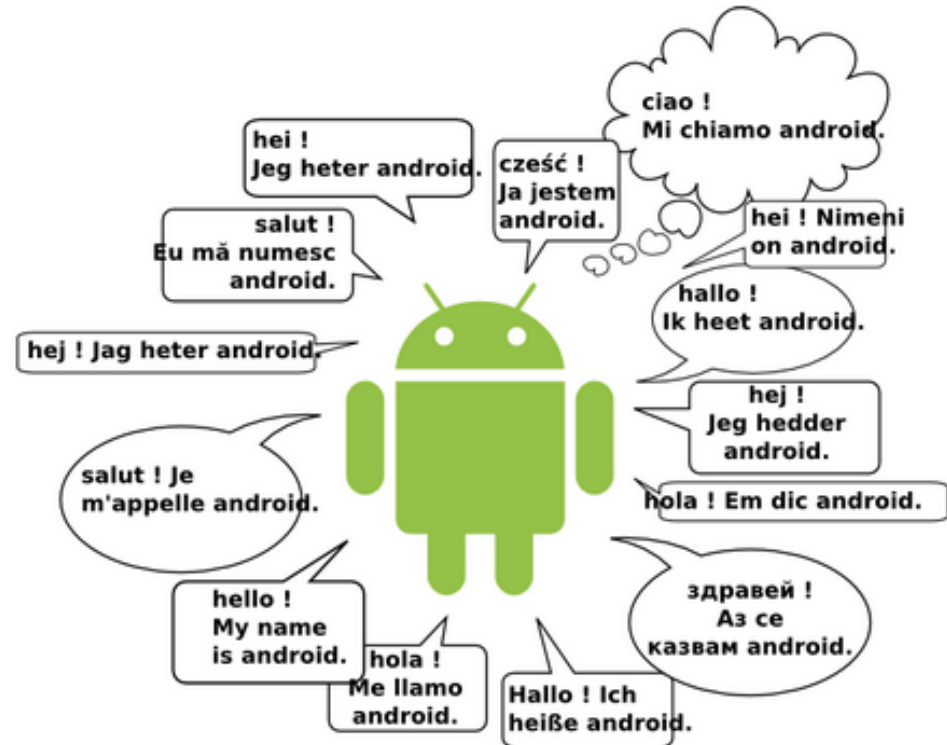 ciao !
Mi chiamo android.
hei !
Jeg heter android.
cześć !
Ja jestem
android.
salut !
Eu mă numesc
android.
hei ! Nimeni
on android.
hallo !
Ik heet android.
hej ! Jag heter android.
hej !
Jeg hedder
android.
salut ! Je
m'appelle android.
hola ! Em dic android.
hello !
My name
is android.
здравей !
Аз се
казвам android.
hola !
Me llamo
android.
Hallo ! Ich
heiße android.